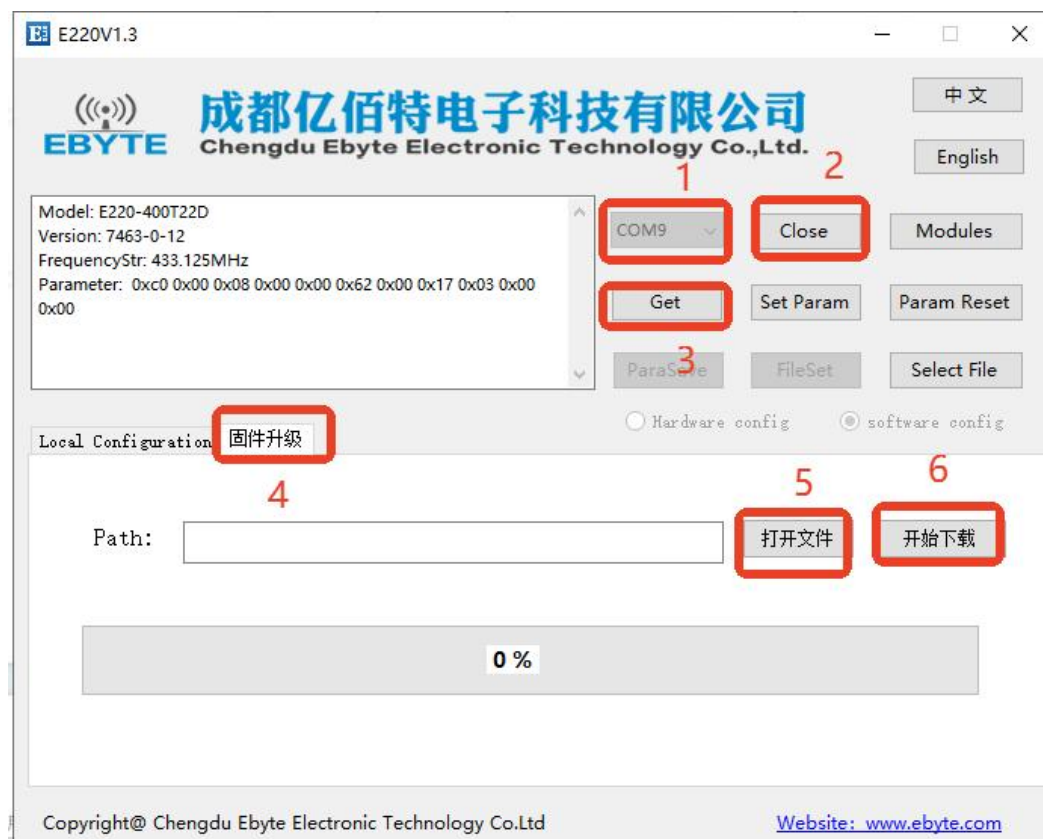 E220V1.3
EBYTE
成都亿佰特电子科技有限公司
Chengdu Ebyte Electronic Technology Co.,Ltd.
中文
English
1
2
Model: E220-400T22D
Version: 7463-0-12
FrequencyStr: 433.125MHz
Parameter: 0xc0 0x00 0x08 0x00 0x00 0x62 0x00 0x17 0x03 0x00
0x00
COM9
Close
Modules
Get
Set Param
Param Reset
3
ParaSave
FileSet
Select File
Hardware config
software config
Local Configuration
固件升级
4
5
6
Path:
打开文件
开始下载
0 %
Copyright@ Chengdu Ebyte Electronic Technology Co.Ltd
Website: www.ebyte.com